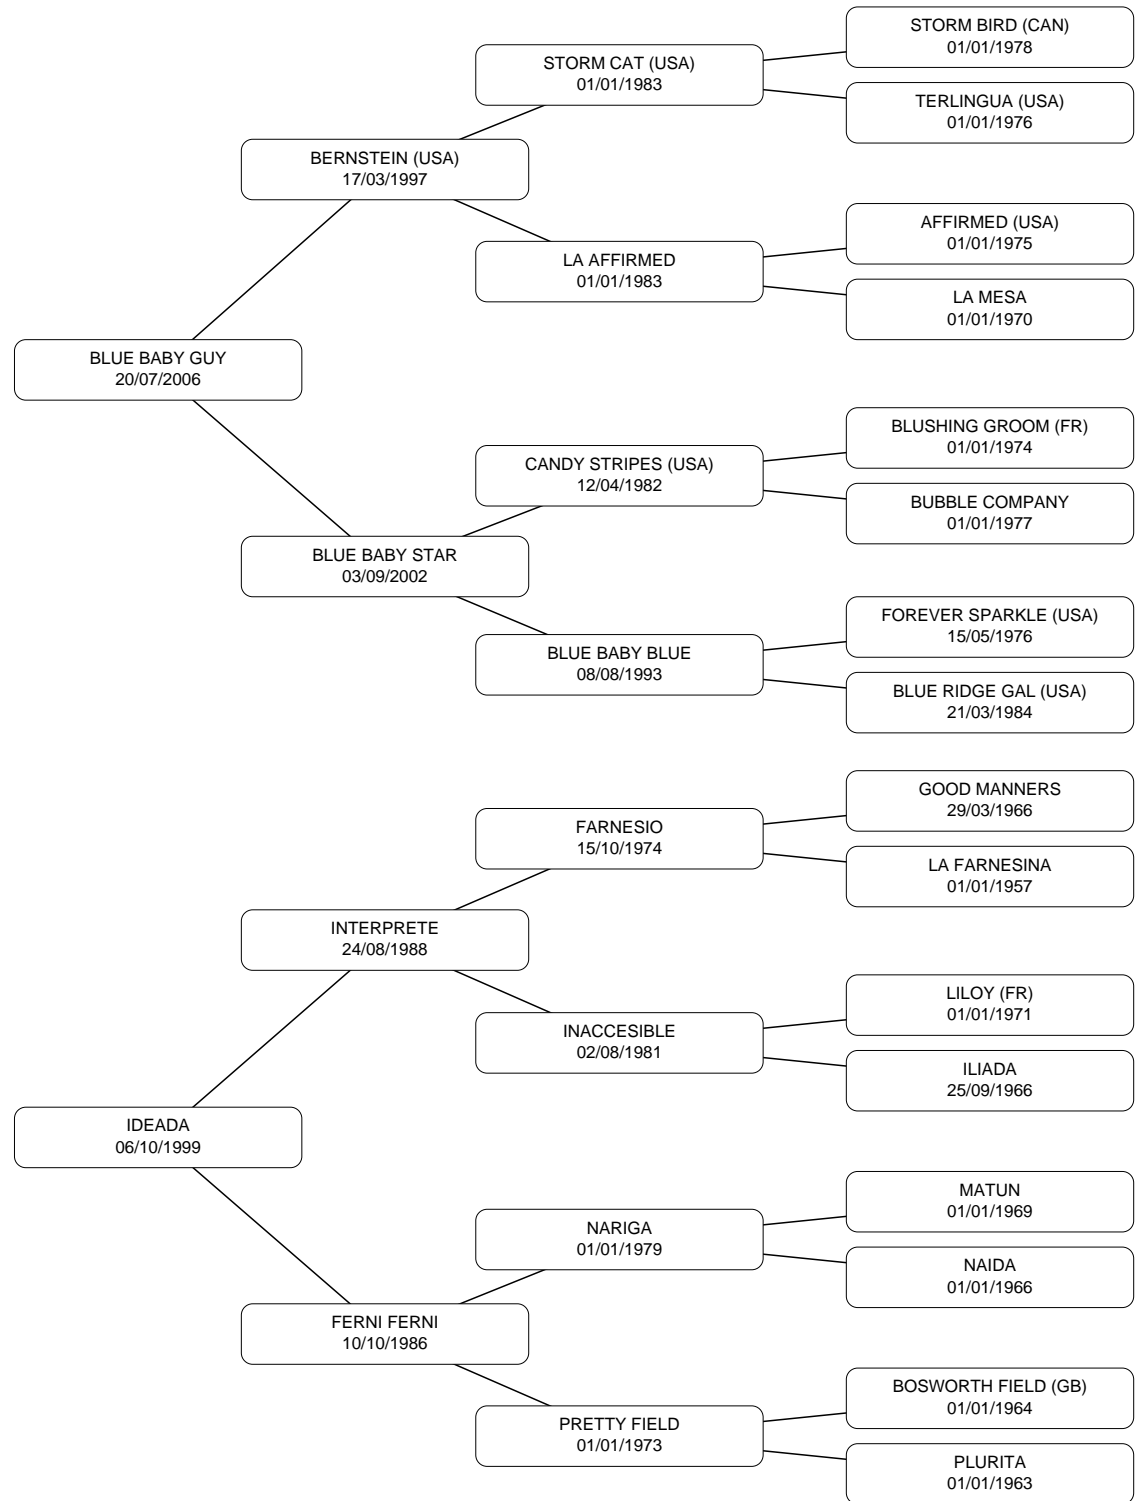 STORM BIRD (CAN)
01/01/1978
STORM CAT (USA)
01/01/1983
TERLINGUA (USA)
01/01/1976
BERNSTEIN (USA)
17/03/1997
AFFIRMED (USA)
01/01/1975
LA AFFIRMED
01/01/1983
LA MESA
01/01/1970
BLUE BABY GUY
20/07/2006
BLUSHING GROOM (FR)
01/01/1974
CANDY STRIPES (USA)
12/04/1982
BUBBLE COMPANY
01/01/1977
BLUE BABY STAR
03/09/2002
FOREVER SPARKLE (USA)
15/05/1976
BLUE BABY BLUE
08/08/1993
BLUE RIDGE GAL (USA)
21/03/1984
GOOD MANNERS
29/03/1966
FARNESIO
15/10/1974
LA FARNESINA
01/01/1957
INTERPRETE
24/08/1988
LILOY (FR)
01/01/1971
INACCESIBLE
02/08/1981
ILIADA
25/09/1966
IDEADA
06/10/1999
MATUN
01/01/1969
NARIGA
01/01/1979
NAIDA
01/01/1966
FERNI FERNI
10/10/1986
BOSWORTH FIELD (GB)
01/01/1964
PRETTY FIELD
01/01/1973
PLURITA
01/01/1963